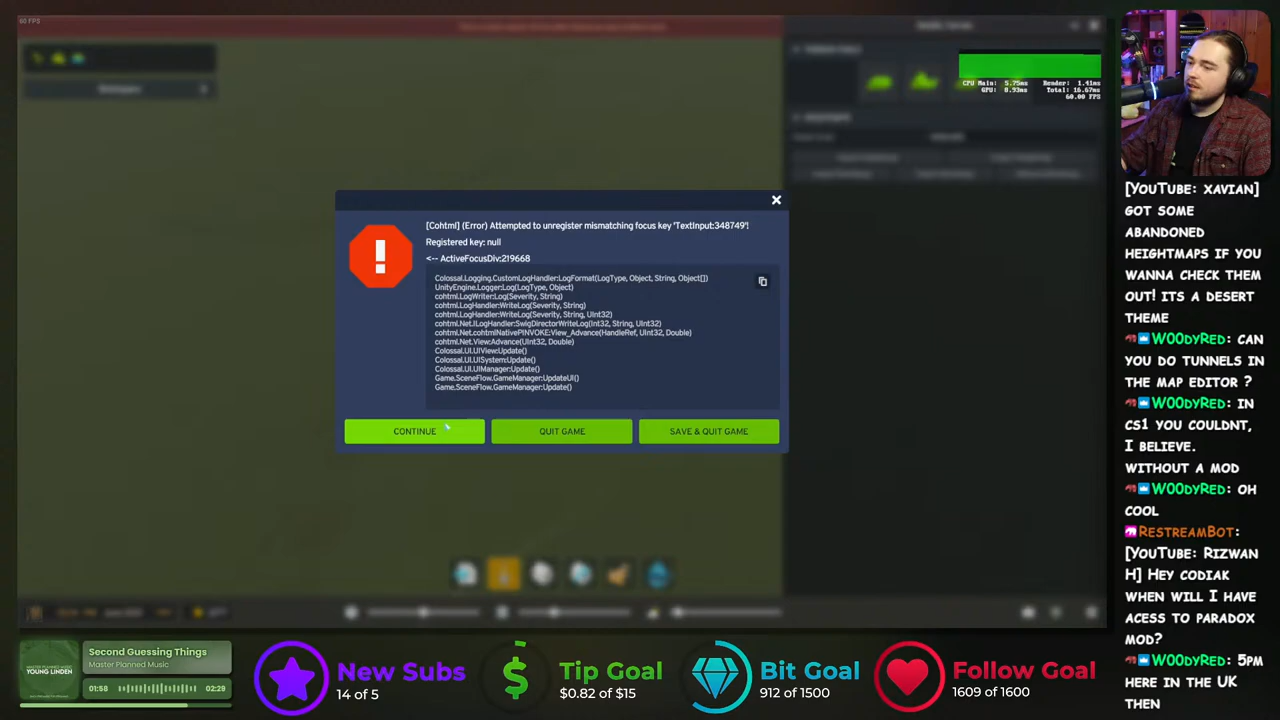 60 FPS
CPU Main: 5.75ms
GPU: 8.93ms
Render: 1.41ms
Total: 16.67ms
60.00 FPS
[Cohtml] (Error) Attempted to unregister mismatching focus key 'TextInput:348749'!
Registered key: null
<-- ActiveFocusDiv:219668
Colossal.Logging.CustomLogHandler:LogFormat(LogType, Object, String, Object[])
UnityEngine.Logger:Log(LogType, Object)
cohtml.LogWriter:Log(Severity, String)
cohtml.LogHandler:WriteLog(Severity, String)
cohtml.LogHandler:WriteLog(Severity, String, UInt32)
cohtml.Net.ILogHandler:SwigDirectorWriteLog(Int32, String, UInt32)
cohtml.Net.cohtmlNativePINVOKE:View_Advance(HandleRef, UInt32, Double)
cohtml.Net.View:Advance(UInt32, Double)
Colossal.UI.UIView:Update()
Colossal.UI.UISystem:Update()
Colossal.UI.UIManager:Update()
Game.SceneFlow.GameManager:UpdateUI()
Game.SceneFlow.GameManager:Update()
CONTINUE
QUIT GAME
SAVE & QUIT GAME
[YouTube: Xavian]
got some
abandoned
heightmaps if you
wanna check them
out! its a desert
theme
W00dyRed: can
you do tunnels in
the map editor ?
W00dyRed: in
cs1 you couldnt,
i believe.
without a mod
W00dyRed: oh
cool
RestreamBot:
[YouTube: Rizwan
H] Hey codiak
when will I have
acess to paradox
mod?
W00dyRed: 5pm
here in the UK
then
MASTER PLANNED MUSIC
YOUNG LINDEN
Second Guessing Things
Master Planned Music
01:58
02:29
New Subs
14 of 5
Tip Goal
$0.82 of $15
Bit Goal
912 of 1500
Follow Goal
1609 of 1600